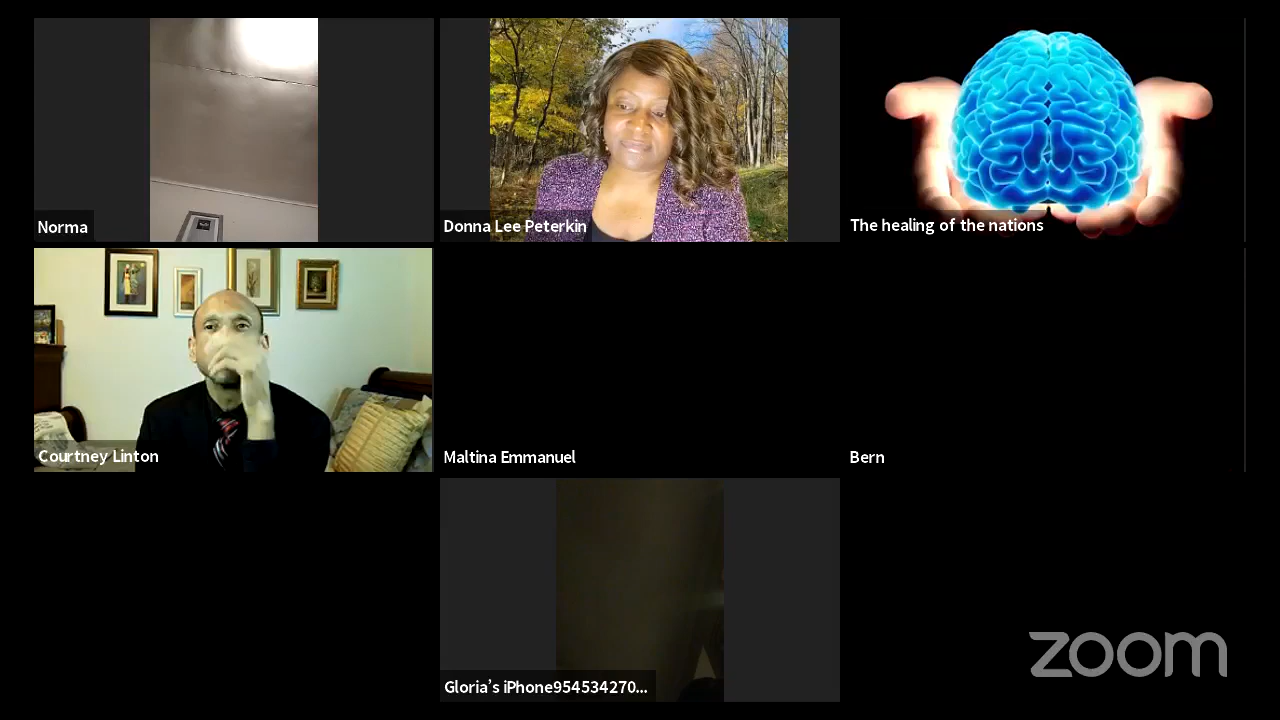 Norma
Donna Lee Peterkin
The healing of the nations
Courtney Linton
Maltina Emmanuel
Bern
Gloria’s iPhone954534270...
zoom